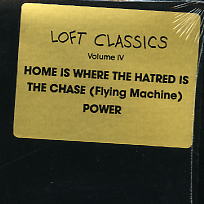 LOFT CLASSICS
Volume IV
HOME IS WHERE THE HATRED IS
THE CHASE (Flying Machine)
POWER